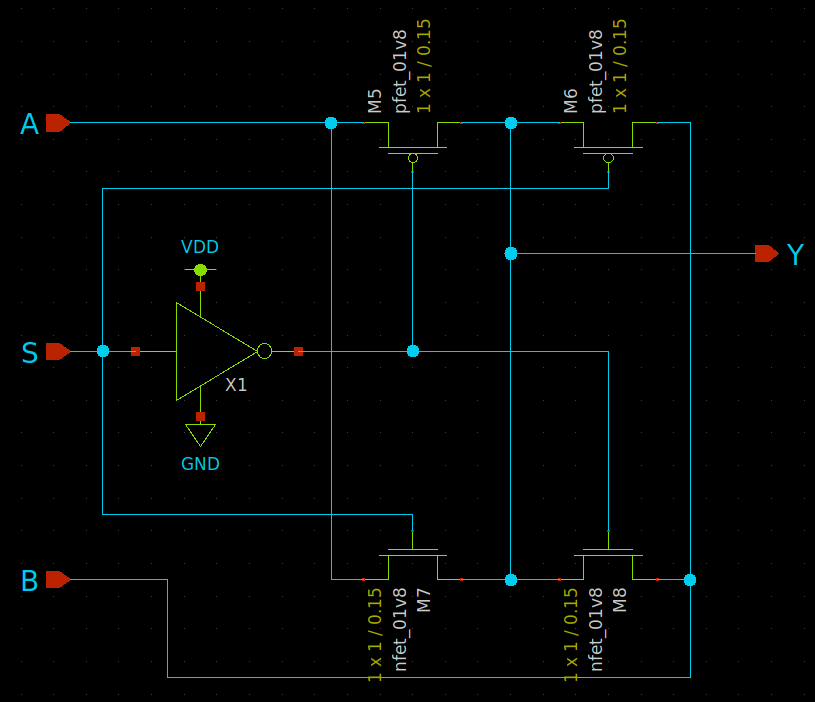 A
M5
pfet_01v8
1 x 1 / 0.15
M6
pfet_01v8
1 x 1 / 0.15
VDD
Y
S
X1
GND
B
1 x 1 / 0.15
nfet_01v8
M7
1 x 1 / 0.15
nfet_01v8
M8